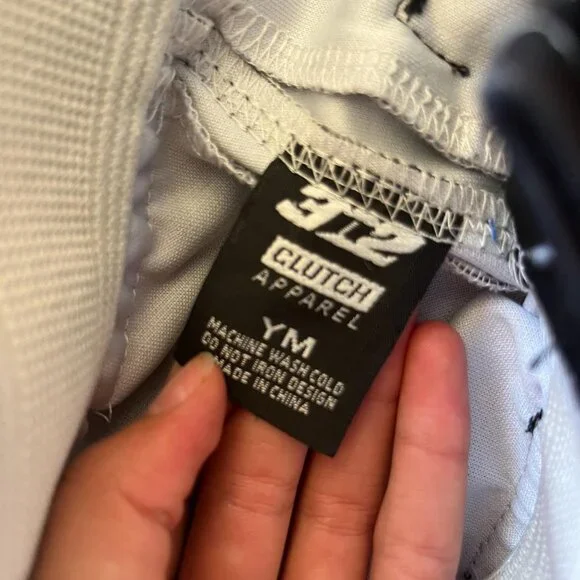 312
CLUTCH
APPAREL
YM
MACHINE WASH COLD
DO NOT IRON DESIGN
MADE IN CHINA